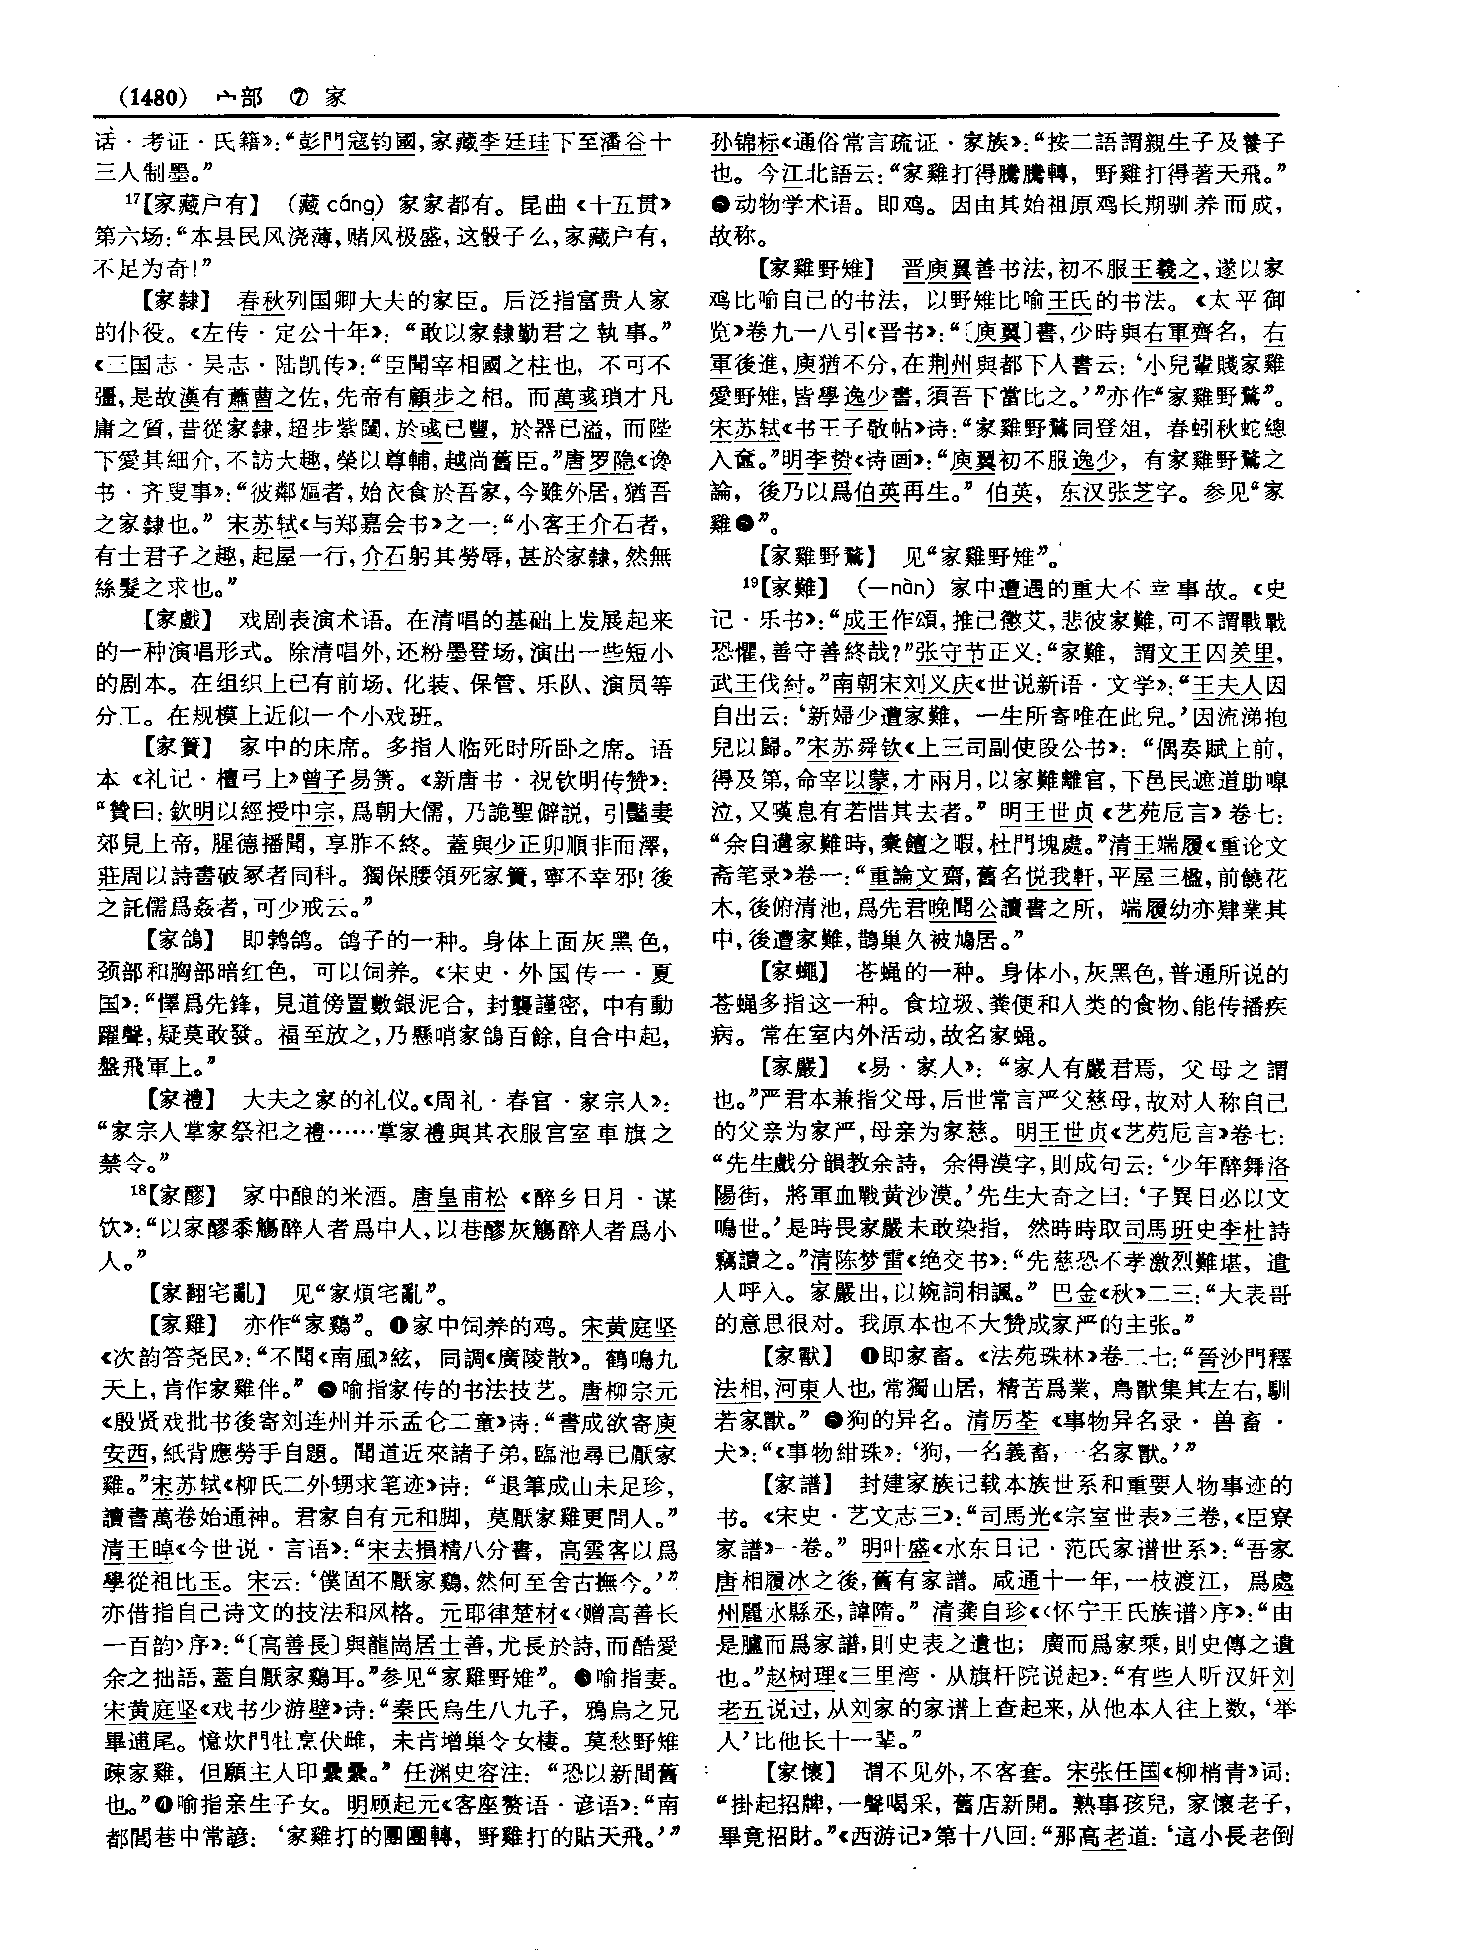 (1480) 宀部 ⑦ 家
话·考证·氏籍》：“彭門寇钧國，家藏李廷珪下至潘谷十
三人制墨。”
17【家藏户有】 （藏 cáng）家家都有。昆曲《十五贯》
第六场：“本县民风浇薄，赌风极盛，这骰子么，家藏户有，
不足为奇！”
【家隸】 春秋列国卿大夫的家臣。后泛指富贵人家
的仆役。《左传·定公十年》：“敢以家隸勤君之執事。”
《三国志·吴志·陆凯传》：“臣聞宰相國之柱也，不可不
彊，是故漢有蕭曹之佐，先帝有顧步之相。而萬彧瑣才凡
庸之質，昔從家隸，超步紫闥，於彧已豐，於器已溢，而陛
下愛其細介，不訪大趣，榮以尊輔，越尚舊臣。”唐罗隐《谗
书·齐叟事》：“彼鄰嫗者，始衣食於吾家，今雖外居，猶吾
之家隸也。”宋苏轼《与郑嘉会书》之一：“小客王介石者，
有士君子之趣，起屋一行，介石躬其勞辱，甚於家隸，然無
絲髮之求也。”
【家戲】 戏剧表演术语。在清唱的基础上发展起来
的一种演唱形式。除清唱外，还粉墨登场，演出一些短小
的剧本。在组织上已有前场、化装、保管、乐队、演员等
分工。在规模上近似一个小戏班。
【家簀】 家中的床席。多指人临死时所卧之席。语
本《礼记·檀弓上》曾子易箦。《新唐书·祝钦明传赞》：
“贊曰：欽明以經授中宗，爲朝大儒，乃詭聖僻説，引豔妻
郊見上帝，腥德播聞，享胙不終。蓋與少正卯順非而澤，
莊周以詩書破冢者同科。獨保腰領死家簀，寧不幸邪！後
之託儒爲姦者，可少戒云。”
【家鴿】 即鹁鸽。鸽子的一种。身体上面灰黑色，
颈部和胸部暗红色，可以饲养。《宋史·外国传一·夏
国》：“懌爲先鋒，見道傍置數銀泥合，封襲謹密，中有動
躍聲，疑莫敢發。福至放之，乃懸哨家鴿百餘，自合中起，
盤飛軍上。”
【家禮】 大夫之家的礼仪。《周礼·春官·家宗人》：
“家宗人掌家祭祀之禮……掌家禮與其衣服宫室車旗之
禁令。”
18【家醪】 家中酿的米酒。唐皇甫松《醉乡日月·谋
饮》：“以家醪黍觴醉人者爲中人，以巷醪灰觴醉人者爲小
人。”
【家翻宅亂】 见“家煩宅亂”。
【家雞】 亦作“家鷄”。❶家中饲养的鸡。宋黄庭坚
《次韵答尧民》：“不聞《南風》絃，同調《廣陵散》。鶴鳴九
天上，肯作家雞伴。”❷喻指家传的书法技艺。唐柳宗元
《殷贤戏批书後寄刘连州并示孟仑二童》诗：“書成欲寄庾
安西，紙背應勞手自題。聞道近來諸子弟，臨池尋已厭家
雞。”宋苏轼《柳氏二外甥求笔迹》诗：“退筆成山未足珍，
讀書萬卷始通神。君家自有元和脚，莫厭家雞更問人。”
清王晫《今世说·言语》：“宋去損精八分書，高雲客以爲
學從祖比玉。宋云：‘僕固不厭家鷄，然何至舍古撫今。’”
亦借指自己诗文的技法和风格。元耶律楚材《〈赠高善长
一百韵〉序》：“〔高善長〕與龍崗居士善，尤長於詩，而酷愛
余之拙語，蓋自厭家鷄耳。”参见“家雞野雉”。❸喻指妻。
宋黄庭坚《戏书少游壁》诗：“秦氏烏生八九子，鴉烏之兄
畢逋尾。憶炊門牡烹伏雌，未肯增巢令女棲。莫愁野雉
疎家雞，但願主人印纍纍。”任渊史容注：“恐以新間舊
也。”❹喻指亲生子女。明顾起元《客座赘语·谚语》：“南
都閭巷中常諺：‘家雞打的團團轉，野雞打的貼天飛。’”
孙锦标《通俗常言疏证·家族》：“按二語謂親生子及養子
也。今江北語云：“家雞打得騰騰轉，野雞打得著天飛。”
❺动物学术语。即鸡。因由其始祖原鸡长期驯养而成，
故称。
【家雞野雉】 晋庾翼善书法，初不服王羲之，遂以家
鸡比喻自己的书法，以野雉比喻王氏的书法。《太平御
览》卷九一八引《晋书》：“〔庾翼〕書，少時與右軍齊名，右
軍後進，庾猶不分，在荆州與都下人書云：‘小兒輩賤家雞
愛野雉，皆學逸少書，須吾下當比之。’”亦作“家雞野鶩”。
宋苏轼《书王子敬帖》诗：“家雞野鶩同登俎，春蚓秋蛇總
入奩。”明李贽《诗画》：“庾翼初不服逸少，有家雞野鶩之
論，後乃以爲伯英再生。”伯英，东汉张芝字。参见“家
雞❷”。
【家雞野鶩】 见“家雞野雉”。
19【家難】 （—nàn）家中遭遇的重大不幸事故。《史
记·乐书》：“成王作頌，推己懲艾，悲彼家難，可不謂戰戰
恐懼，善守善終哉？”张守节正义：“家難，謂文王囚羑里，
武王伐紂。”南朝宋刘义庆《世说新语·文学》：“王夫人因
自出云：‘新婦少遭家難，一生所寄唯在此兒。’因流涕抱
兒以歸。”宋苏舜钦《上三司副使段公书》：“偶奏賦上前，
得及第，命宰以蒙，才兩月，以家難離官，下邑民遮道助嘷
泣，又嘆息有若惜其去者。”明王世贞《艺苑卮言》卷七：
“余自遘家難時，橐饘之暇，杜門塊處。”清王端履《重论文
斋笔录》卷一：“重論文齋，舊名悦我軒，平屋三楹，前饒花
木，後俯清池，爲先君晚聞公讀書之所，端履幼亦肄業其
中，後遭家難，鵲巢久被鳩居。”
【家蠅】 苍蝇的一种。身体小，灰黑色，普通所说的
苍蝇多指这一种。食垃圾、粪便和人类的食物、能传播疾
病。常在室内外活动，故名家蝇。
【家嚴】 《易·家人》：“家人有嚴君焉，父母之謂
也。”严君本兼指父母，后世常言严父慈母，故对人称自己
的父亲为家严，母亲为家慈。明王世贞《艺苑卮言》卷七：
“先生戲分韻教余詩，余得漠字，則成句云：‘少年醉舞洛
陽街，將軍血戰黄沙漠。’先生大奇之曰：‘子異日必以文
鳴世。’是時畏家嚴未敢染指，然時時取司馬班史李杜詩
竊讀之。”清陈梦雷《绝交书》：“先慈恐不孝激烈難堪，遣
人呼入。家嚴出，以婉詞相諷。”巴金《秋》二三：“大表哥
的意思很对。我原本也不大赞成家严的主张。”
【家獸】 ❶即家畜。《法苑珠林》卷二七：“晉沙門釋
法相，河東人也，常獨山居，精苦爲業，鳥獸集其左右，馴
若家獸。”❷狗的异名。清厉荃《事物异名录·兽畜·
犬》：“《事物紺珠》：‘狗，一名義畜，一名家獸。’”
【家譜】 封建家族记载本族世系和重要人物事迹的
书。《宋史·艺文志三》：“司馬光《宗室世表》三卷，《臣寮
家譜》一卷。”明叶盛《水东日记·范氏家谱世系》：“吾家
唐相履冰之後，舊有家譜。咸通十一年，一枝渡江，爲處
州麗水縣丞，諱隋。”清龚自珍《〈怀宁王氏族谱〉序》：“由
是臚而爲家譜，則史表之遺也；廣而爲家乘，則史傳之遺
也。”赵树理《三里湾·从旗杆院说起》：“有些人听汉奸刘
老五说过，从刘家的家谱上查起来，从他本人往上数，‘举
人’比他长十一辈。”
【家懷】 谓不见外，不客套。宋张任国《柳梢青》词：
“掛起招牌，一聲喝采，舊店新開。熟事孩兒，家懷老子，
畢竟招財。”《西游记》第十八回：“那高老道：‘這小長老倒